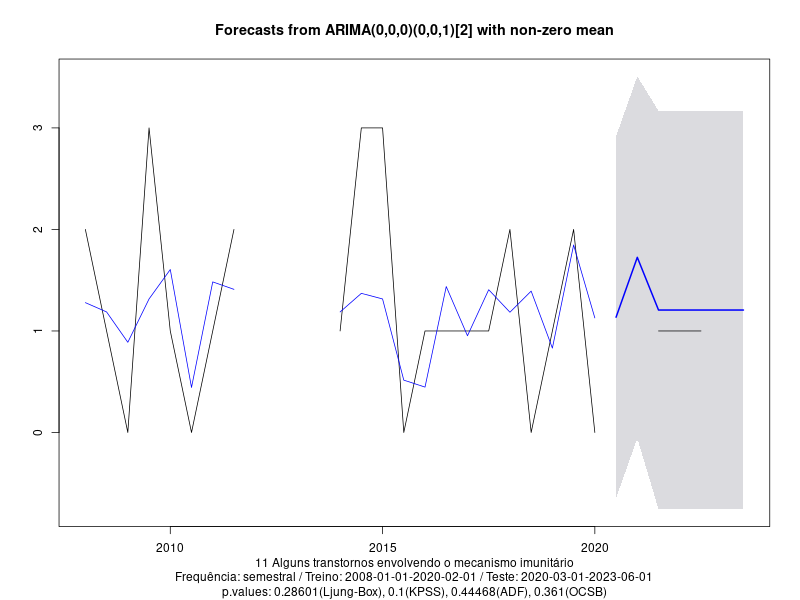 Forecasts from ARIMA(0,0,0)(0,0,1)[2] with non-zero mean
3
2
1
0
2010 2015 2020
11 Alguns transtornos envolvendo o mecanismo imunitário
Frequência: semestral / Treino: 2008-01-01-2020-02-01 / Teste: 2020-03-01-2023-06-01
p.values: 0.28601(Ljung-Box), 0.1(KPSS), 0.44468(ADF), 0.361(OCSB)